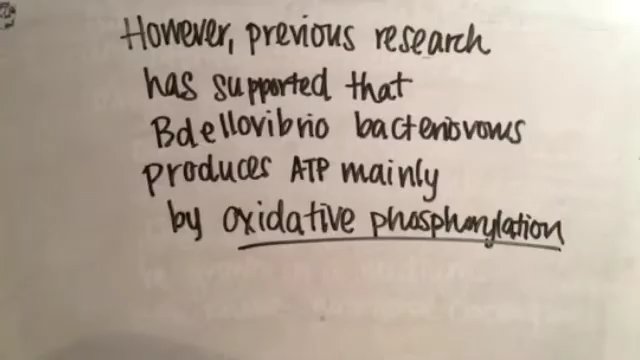 However, previous research
has supported that
Bdellovibrio bacteriovorus
produces ATP mainly
by oxidative phosphorylation